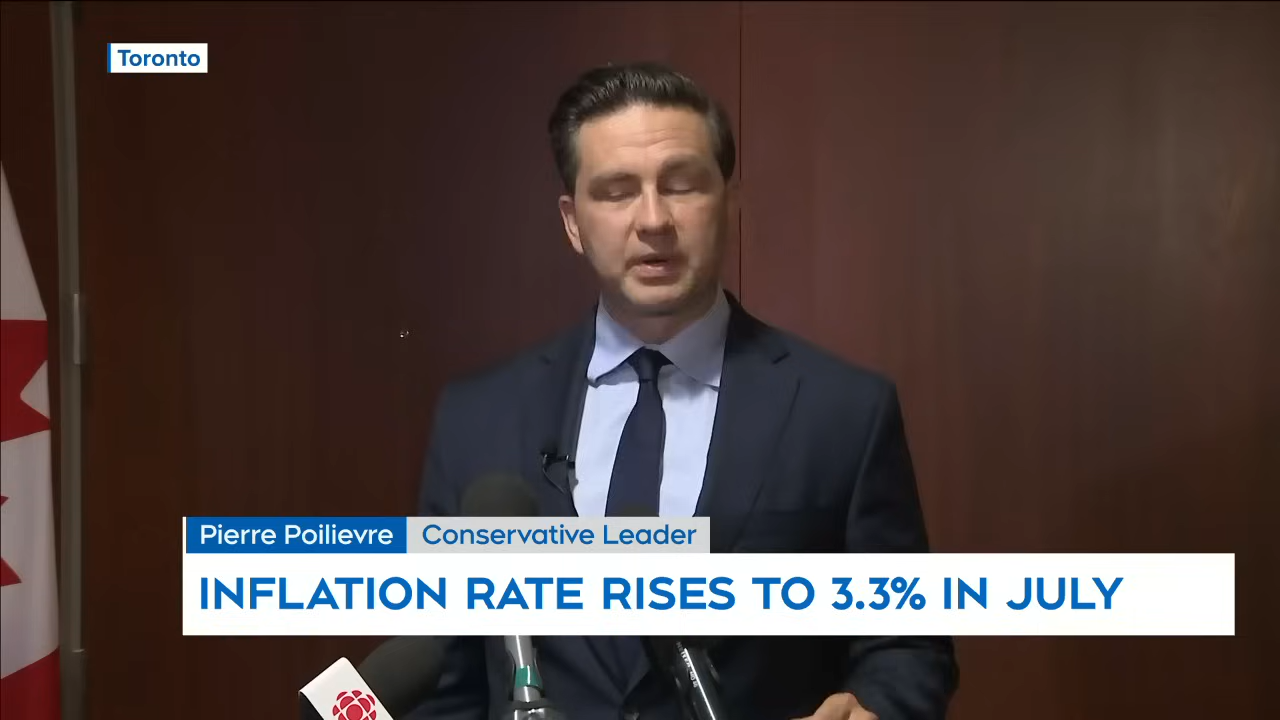 Toronto
Pierre Poilievre Conservative Leader
INFLATION RATE RISES TO 3.3% IN JULY